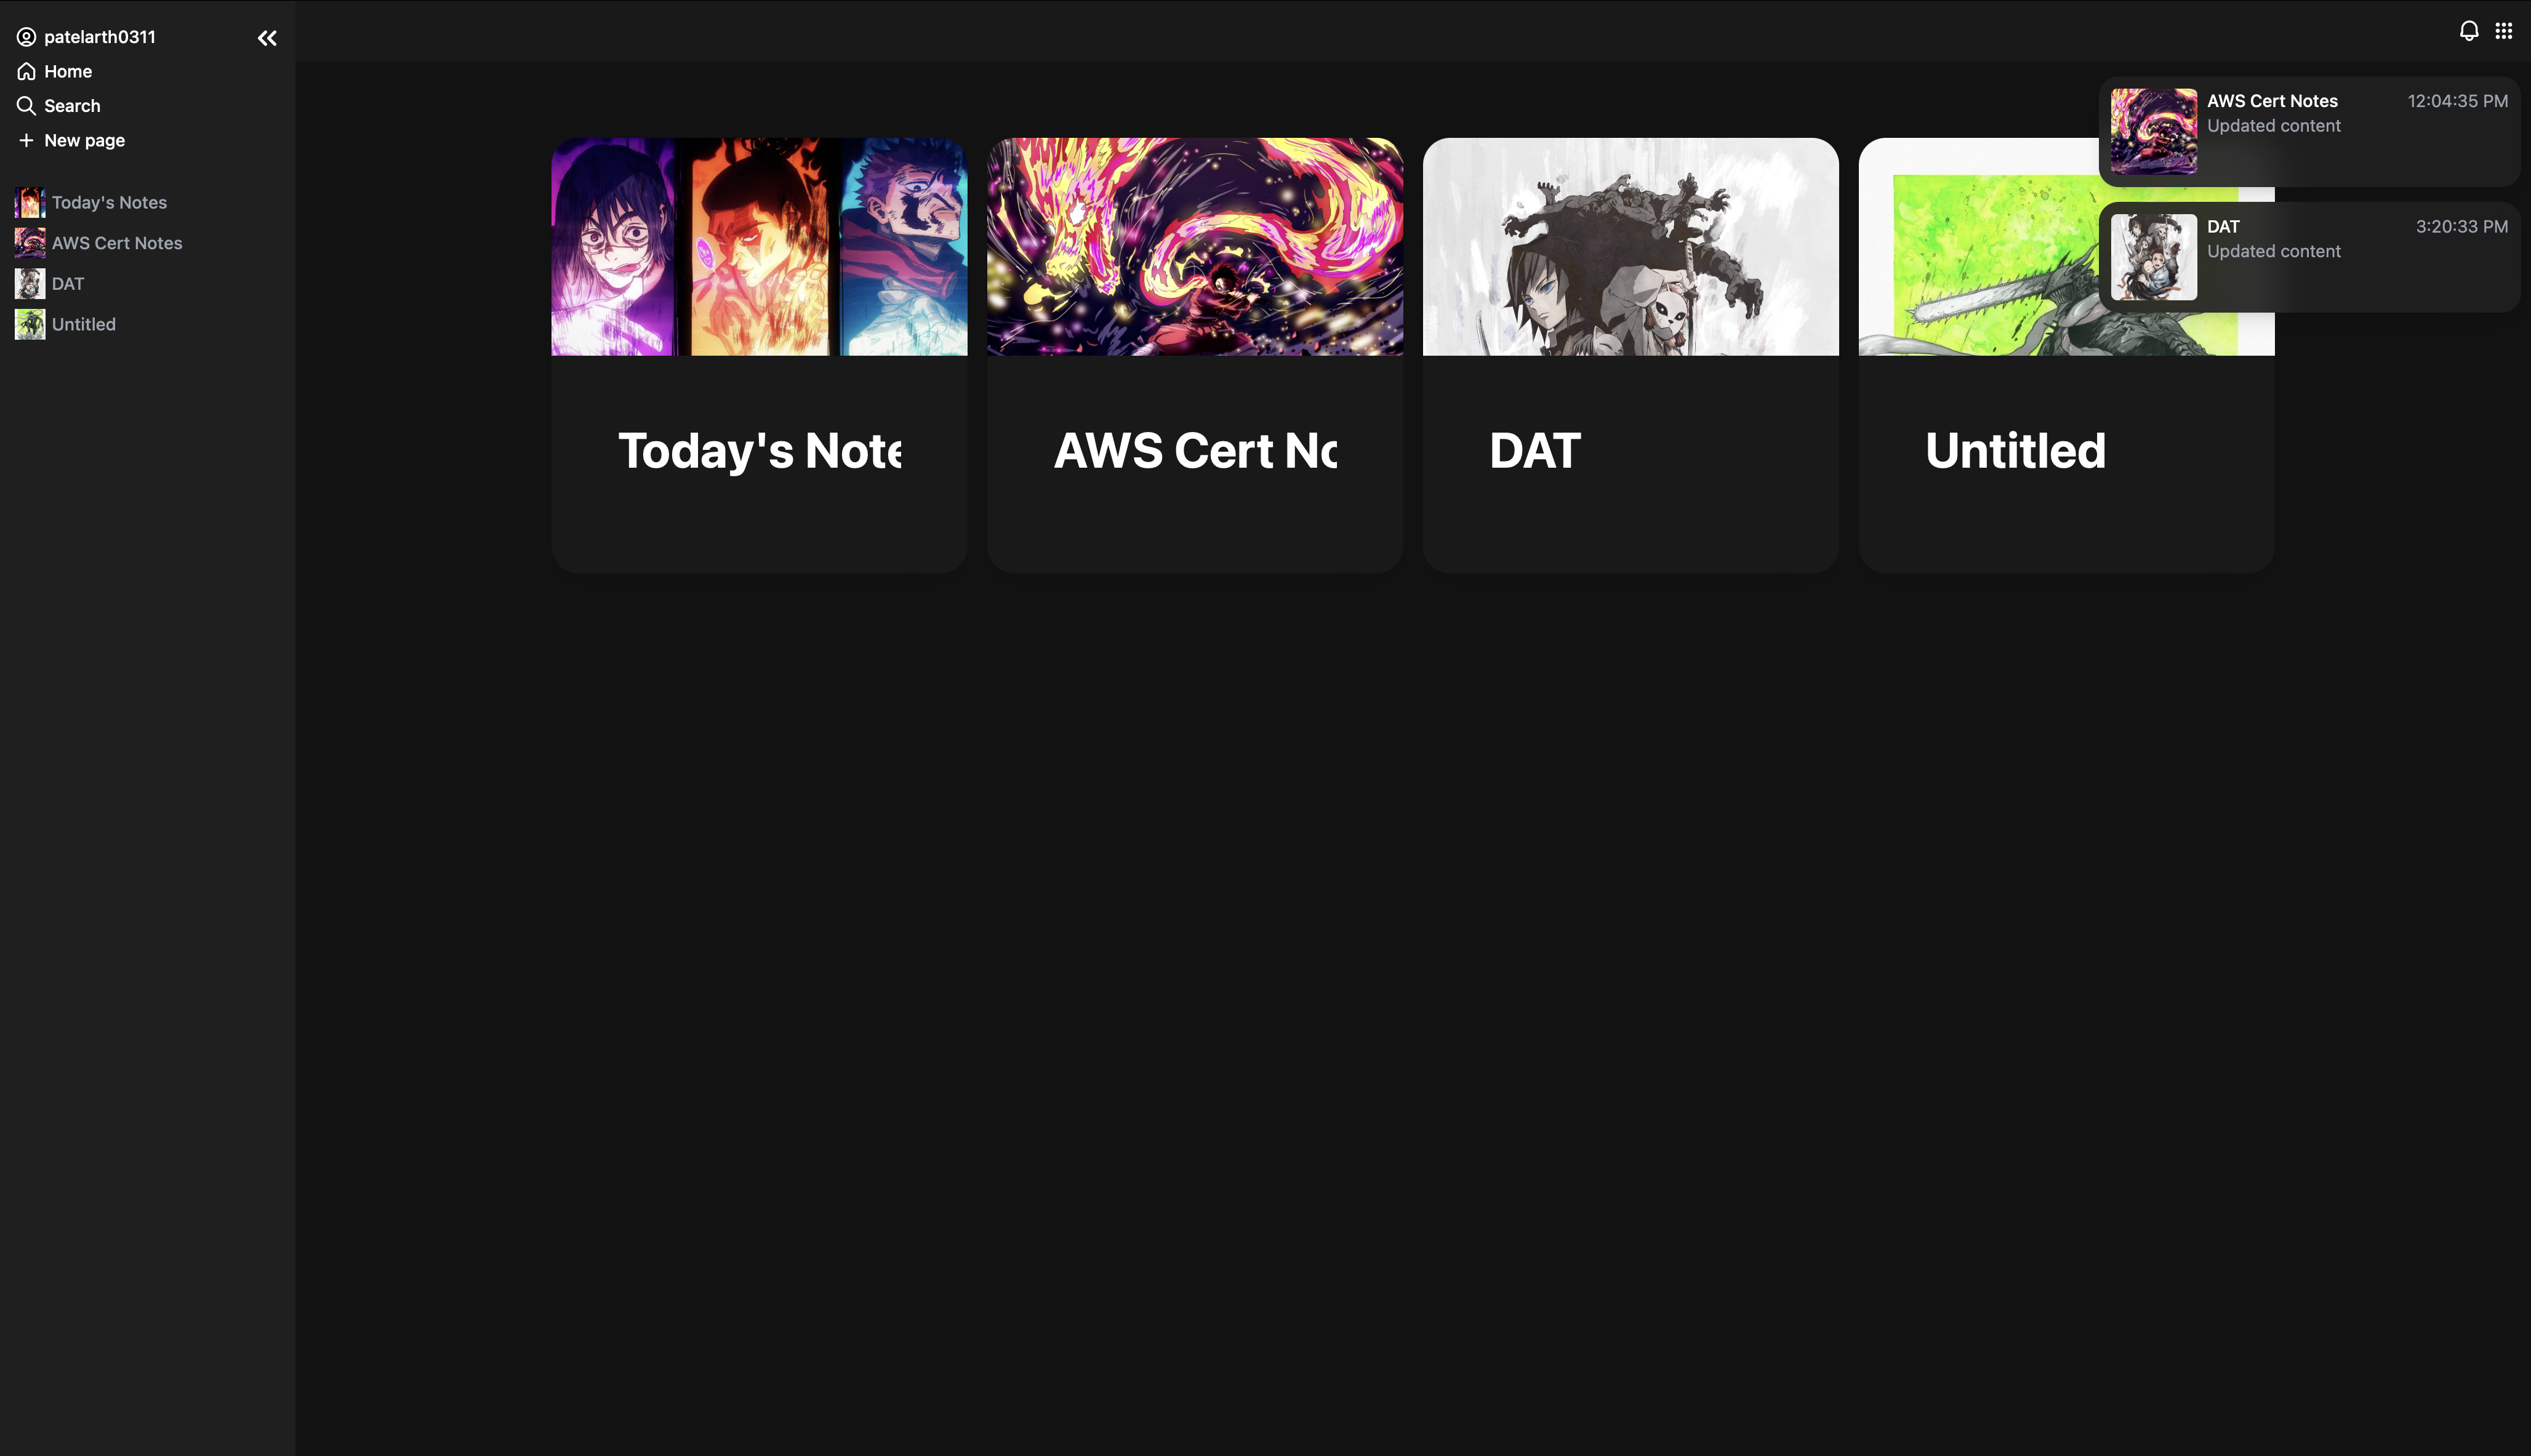 patelarth0311
Home
Search
New page
Today's Notes
AWS Cert Notes
DAT
Untitled
AWS Cert Notes 12:04:35 PM
Updated content
DAT 3:20:33 PM
Updated content
Today's Note
AWS Cert No
DAT
Untitled